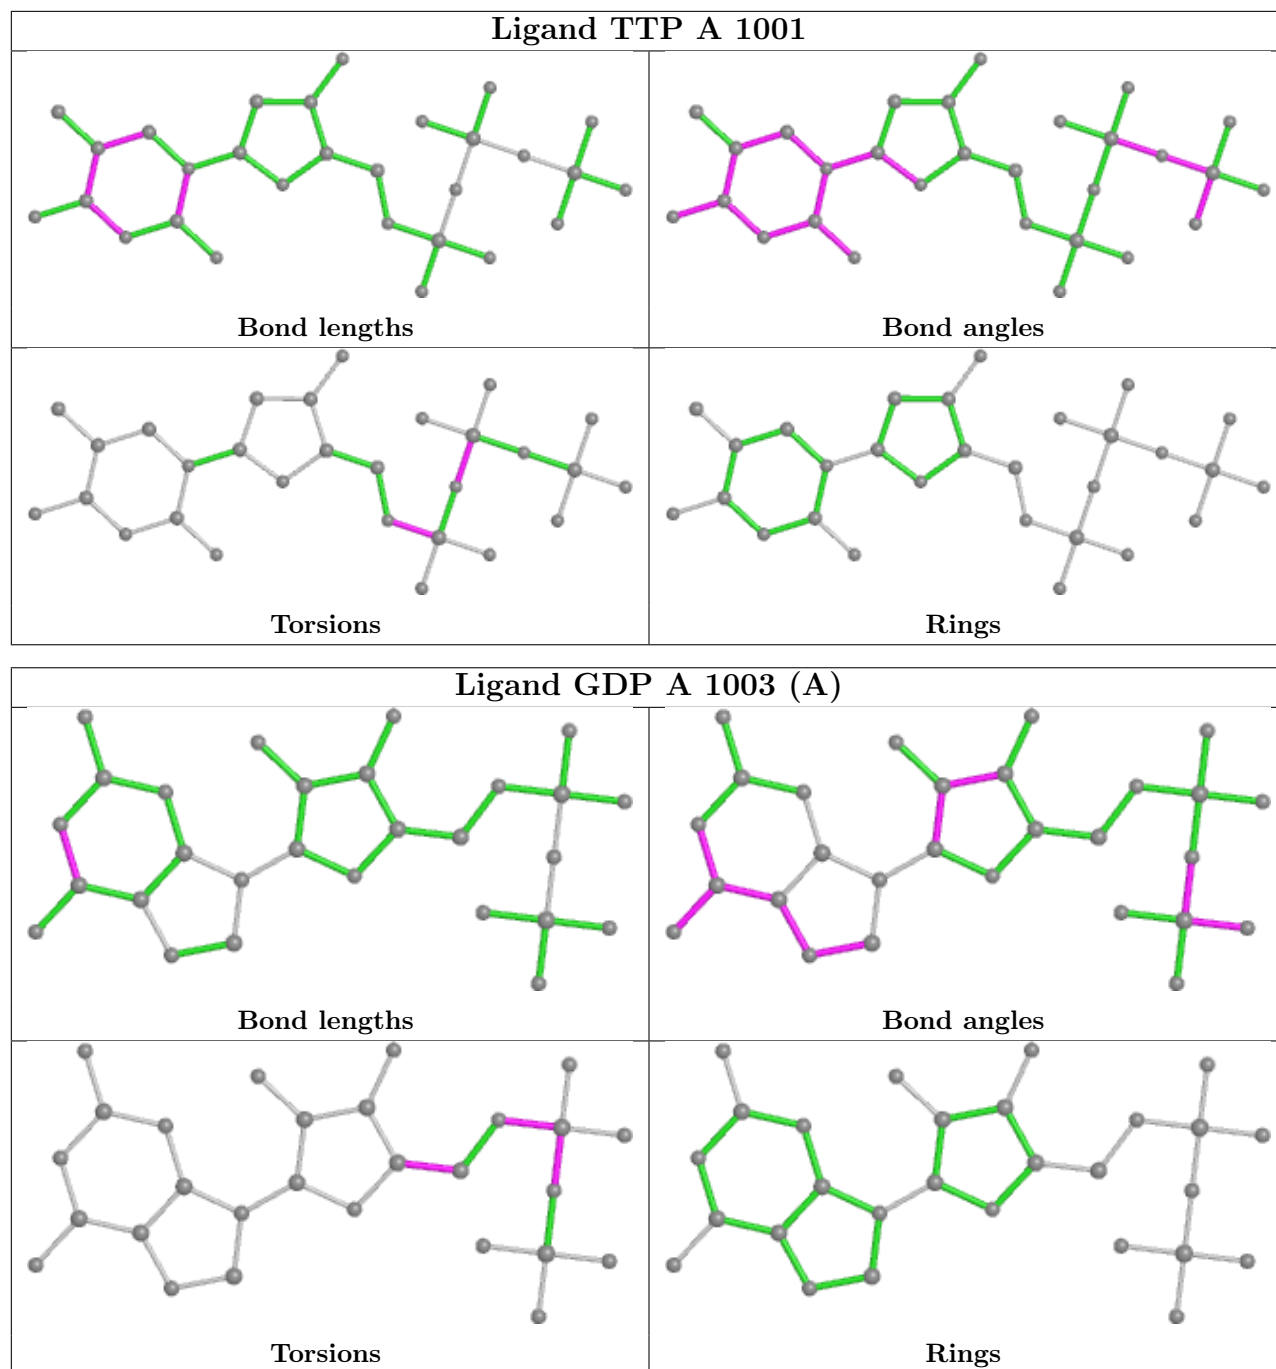 Ligand TTP A 1001
Bond lengths
Bond angles
Torsions
Rings
Ligand GDP A 1003 (A)
Bond lengths
Bond angles
Torsions
Rings